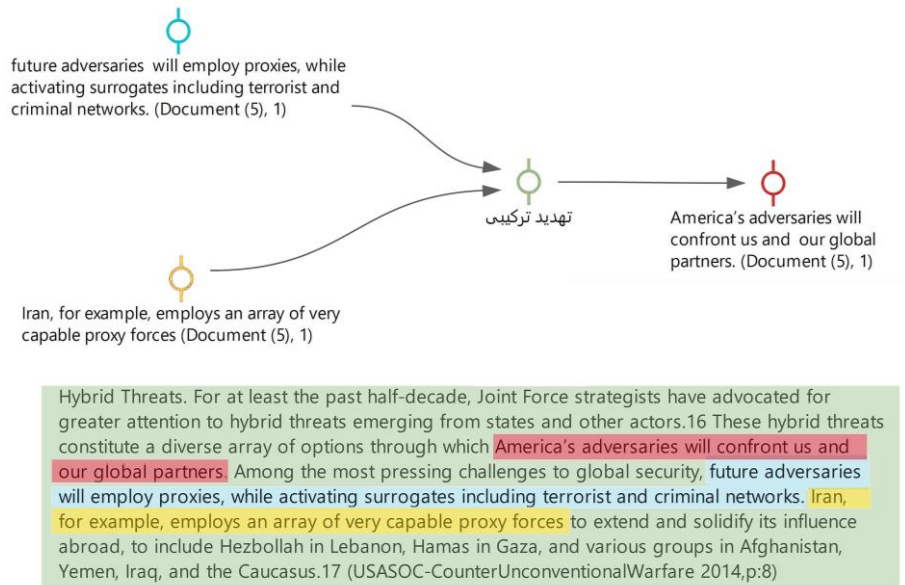 future adversaries will employ proxies, while
activating surrogates including terrorist and
criminal networks. (Document (5), 1)
تهدید ترکیبی
America's adversaries will
confront us and our global
partners. (Document (5), 1)
Iran, for example, employs an array of very
capable proxy forces (Document (5), 1)
Hybrid Threats. For at least the past half-decade, Joint Force strategists have advocated for
greater attention to hybrid threats emerging from states and other actors.16 These hybrid threats
constitute a diverse array of options through which America's adversaries will confront us and
our global partners. Among the most pressing challenges to global security, future adversaries
will employ proxies, while activating surrogates including terrorist and criminal networks. Iran,
for example, employs an array of very capable proxy forces to extend and solidify its influence
abroad, to include Hezbollah in Lebanon, Hamas in Gaza, and various groups in Afghanistan,
Yemen, Iraq, and the Caucasus.17 (USASOC-CounterUnconventionalWarfare 2014,p:8)